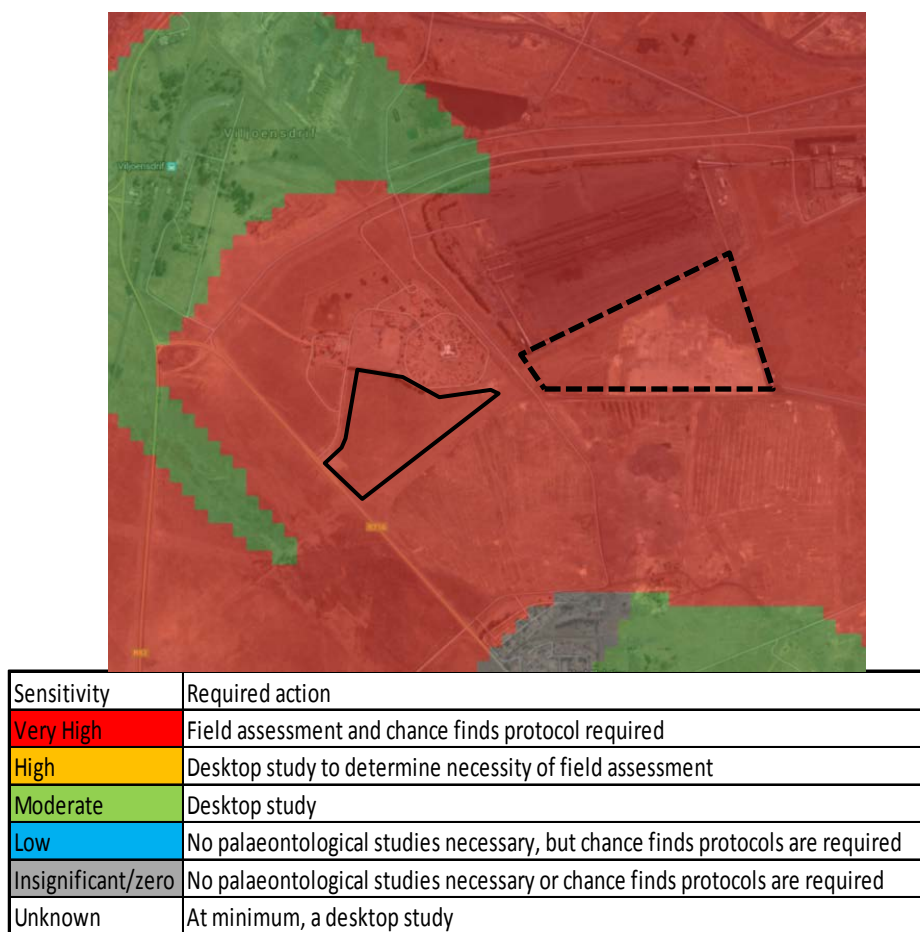 Viljoensdrif
Viljoensdrif
Sensitivity Required action
Very High Field assessment and chance finds protocol required
High Desktop study to determine necessity of field assessment
Moderate Desktop study
Low No palaeontological studies necessary, but chance finds protocols are required
Insignificant/zero No palaeontological studies necessary or chance finds protocols are required
Unknown At minimum, a desktop study